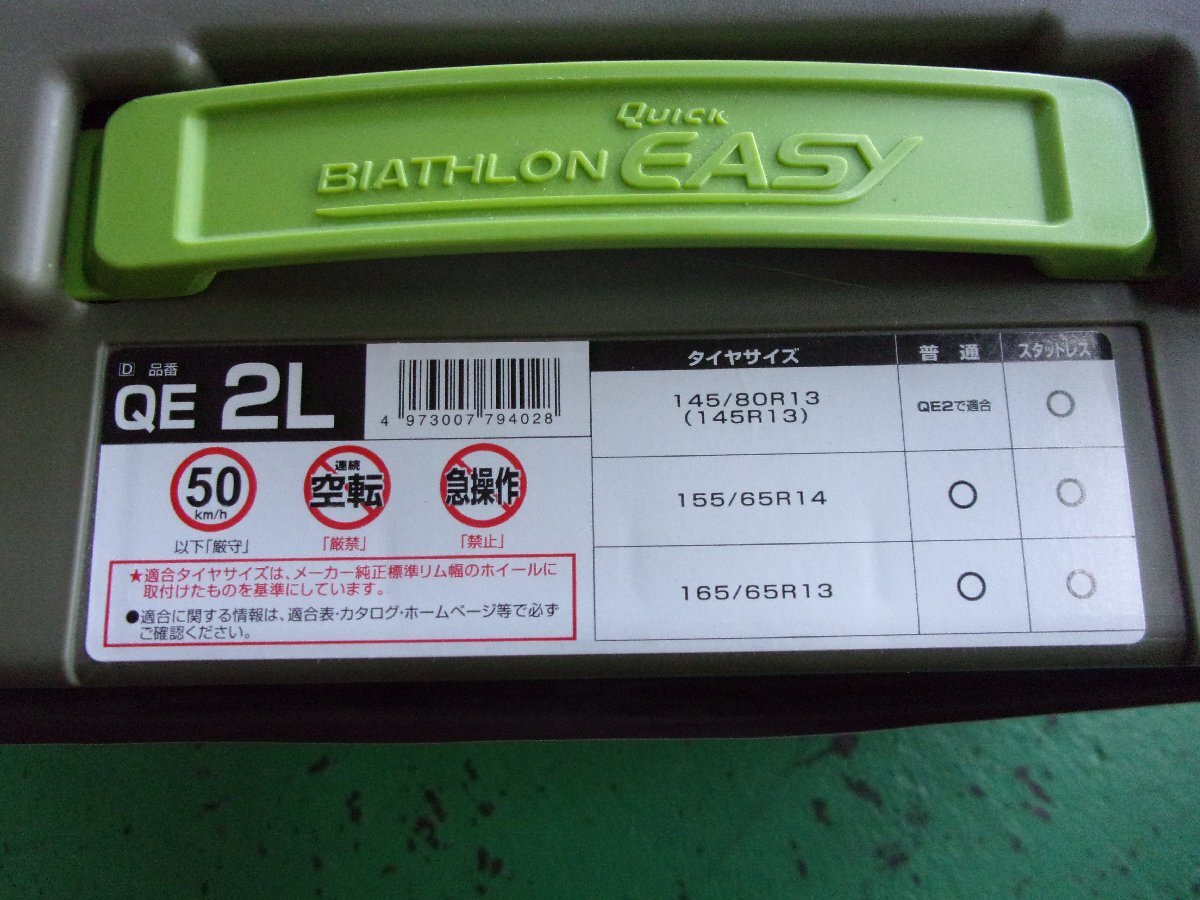 QUICK
BIATHLON EASY
D 品番
QE 2L
4 973007 794028
50
km/h
以下「厳守」
連続
空転
「厳禁」
急操作
「禁止」
★適合タイヤサイズは、メーカー純正標準リム幅のホイールに
取付けたものを基準にしています。
●適合に関する情報は、適合表・カタログ・ホームページ等で必ず
ご確認ください。
タイヤサイズ 普通 スタッドレス
145/80R13
(145R13) QE2で適合 ○
155/65R14 ○ ○
165/65R13 ○ ○